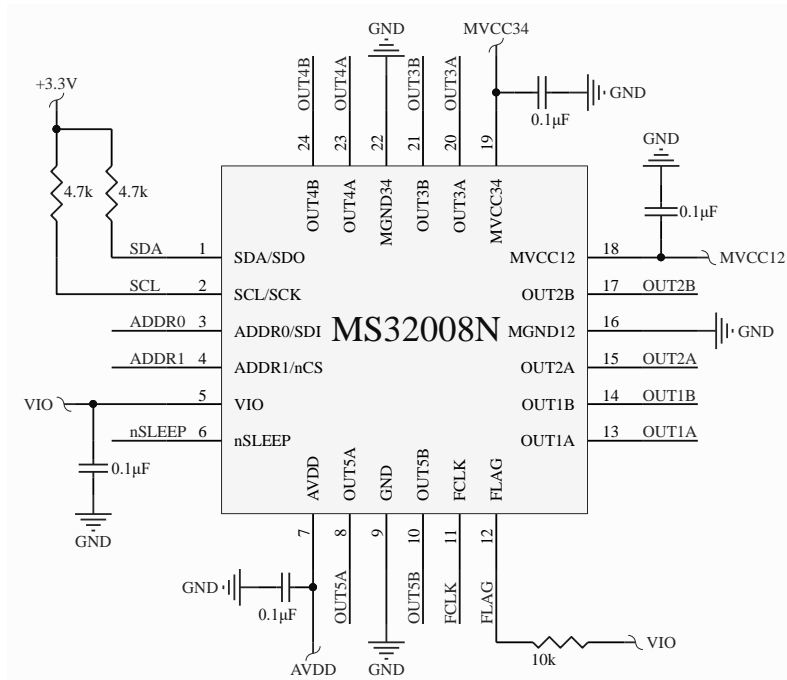 MVCC34
GND
GND
0.1μF
+3.3V
4.7k
4.7k
OUT4B
OUT4A
OUT3B
OUT3A
24
23
22
21
20
19
OUT4B
OUT4A
MGND34
OUT3B
OUT3A
MVCC34
GND
0.1μF
SDA 1 SDA/SDO
SCL 2 SCL/SCK
ADDR0 3 ADDR0/SDI
ADDR1 4 ADDR1/nCS
VIO 5 VIO
nSLEEP 6 nSLEEP
0.1μF
GND
MS32008N
MVCC12 18 MVCC12
OUT2B 17 OUT2B
MGND12 16 GND
OUT2A 15 OUT2A
OUT1B 14 OUT1B
OUT1A 13 OUT1A
AVDD
OUT5A
GND
OUT5B
FCLK
FLAG
7
8
9
10
11
12
GND
0.1μF
OUT5A
OUT5B
FCLK
FLAG
AVDD
GND
10k
VIO